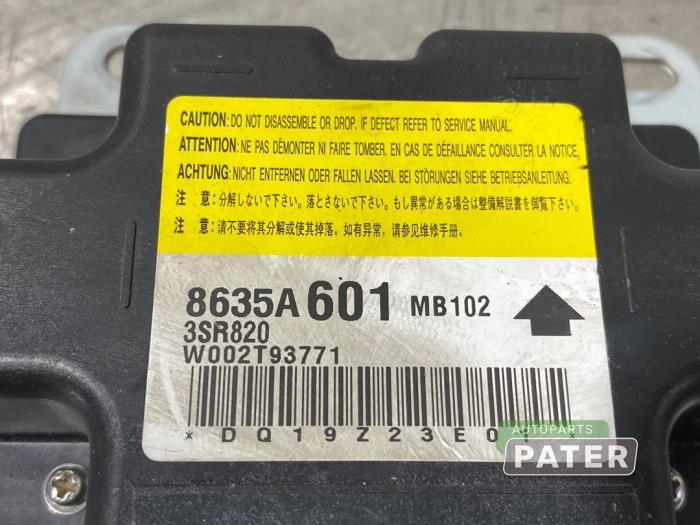 CAUTION: DO NOT DISASSEMBLE OR DROP. IF DEFECT REFER TO SERVICE MANUAL.
ATTENTION: NE PAS DÉMONTER NI FAIRE TOMBER. EN CAS DE DÉFAILLANCE CONSULTER LA NOTICE.
ACHTUNG: NICHT ENTFERNEN ODER FALLEN LASSEN. BEI STÖRUNGEN SIEHE BETRIEBSANLEITUNG.
注 意:分解しないで下さい。落とさないで下さい。もし異常がある場合は整備解説書を御覧下さい。
注 意:请不要将其分解或使其掉落。如有异常,请参见维修手册。
8635A601 MB102
3SR820
W002T93771
*DQ19Z23E0
AUTOPARTS
PATER